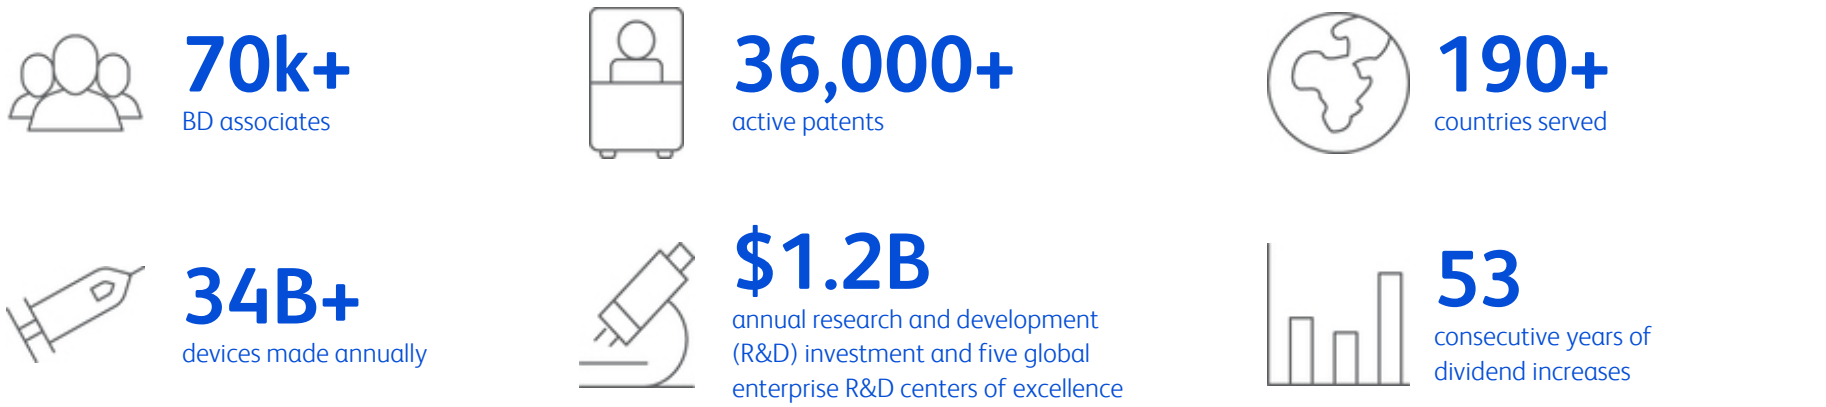 70k+
BD associates
36,000+
active patents
190+
countries served
34B+
devices made annually
$1.2B
annual research and development
(R&D) investment and five global
enterprise R&D centers of excellence
53
consecutive years of
dividend increases